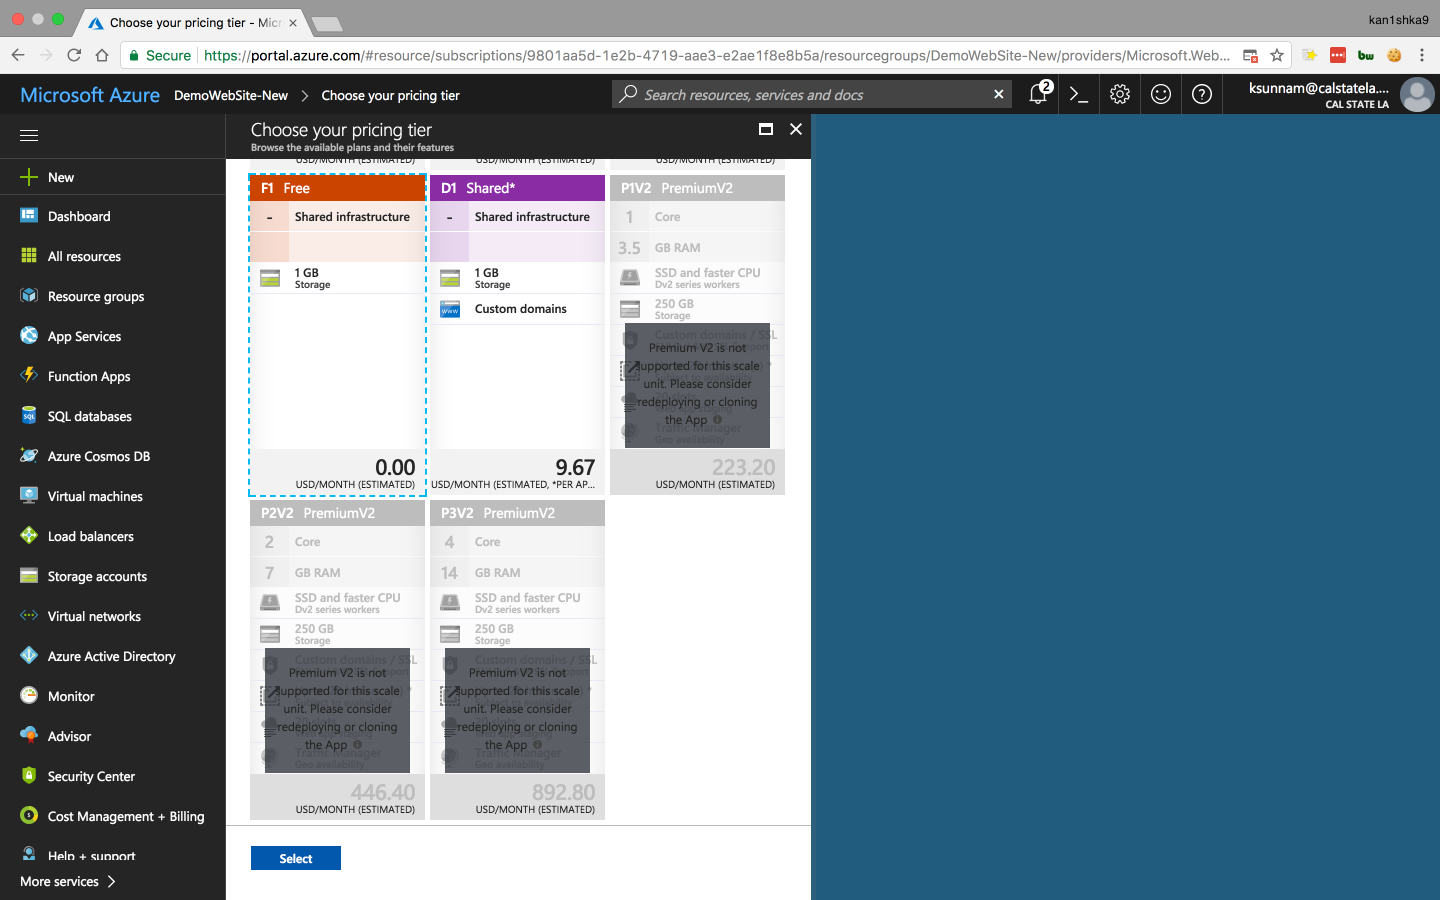 Choose your pricing tier - Micr
kan1shka9
Secure
https://portal.azure.com/#resource/subscriptions/9801aa5d-1e2b-4719-aae3-e2ae1f8e8b5a/resourcegroups/DemoWebSite-New/providers/Microsoft.Web...
bw
Microsoft Azure
DemoWebSite-New > Choose your pricing tier
Search resources, services and docs
2
ksunnam@calstatela....
CAL STATE LA
Choose your pricing tier
Browse the available plans and their features
New
Dashboard
All resources
Resource groups
App Services
Function Apps
SQL databases
Azure Cosmos DB
Virtual machines
Load balancers
Storage accounts
Virtual networks
Azure Active Directory
Monitor
Advisor
Security Center
Cost Management + Billing
Help + support
More services >
USD/MONTH (ESTIMATED)
USD/MONTH (ESTIMATED)
USD/MONTH (ESTIMATED)
F1 Free
- Shared infrastructure
1 GB
Storage
0.00
USD/MONTH (ESTIMATED)
D1 Shared*
- Shared infrastructure
1 GB
Storage
www
Custom domains
9.67
USD/MONTH (ESTIMATED, *PER AP...
P1V2 PremiumV2
1 Core
3.5 GB RAM
SSD and faster CPU
Dv2 series workers
250 GB
Storage
Custom domains / SSL
Premium V2 is not
supported for this scale
unit. Please consider
redeploying or cloning
the App
Traffic Manager
Geo availability
223.20
USD/MONTH (ESTIMATED)
P2V2 PremiumV2
2 Core
7 GB RAM
SSD and faster CPU
Dv2 series workers
250 GB
Storage
Custom domains / SSL
Premium V2 is not
supported for this scale
unit. Please consider
redeploying or cloning
the App
Traffic Manager
Geo availability
446.40
USD/MONTH (ESTIMATED)
P3V2 PremiumV2
4 Core
14 GB RAM
SSD and faster CPU
Dv2 series workers
250 GB
Storage
Custom domains / SSL
Premium V2 is not
supported for this scale
unit. Please consider
redeploying or cloning
the App
Traffic Manager
Geo availability
892.80
USD/MONTH (ESTIMATED)
Select